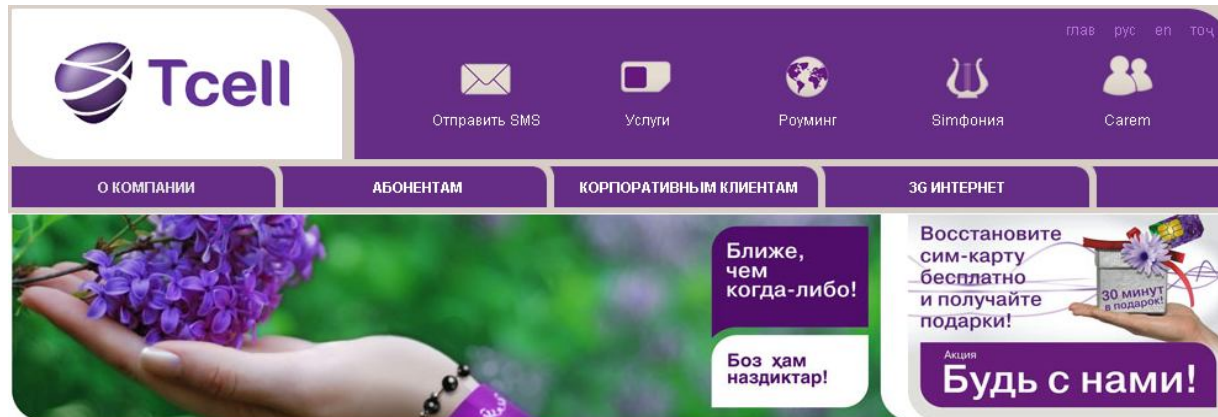 глав рус en тоҷ
Tcell
Отправить SMS
Услуги
Роуминг
Simфония
Carem
О КОМПАНИИ
АБОНЕНТАМ
КОРПОРАТИВНЫМ КЛИЕНТАМ
3G ИНТЕРНЕТ
Ближе,
чем
когда-либо!
Боз ҳам
наздиктар!
Восстановите
сим-карту
бесплатно
и получайте
подарки!
30 минут
в подарок!
Акция
Будь с нами!